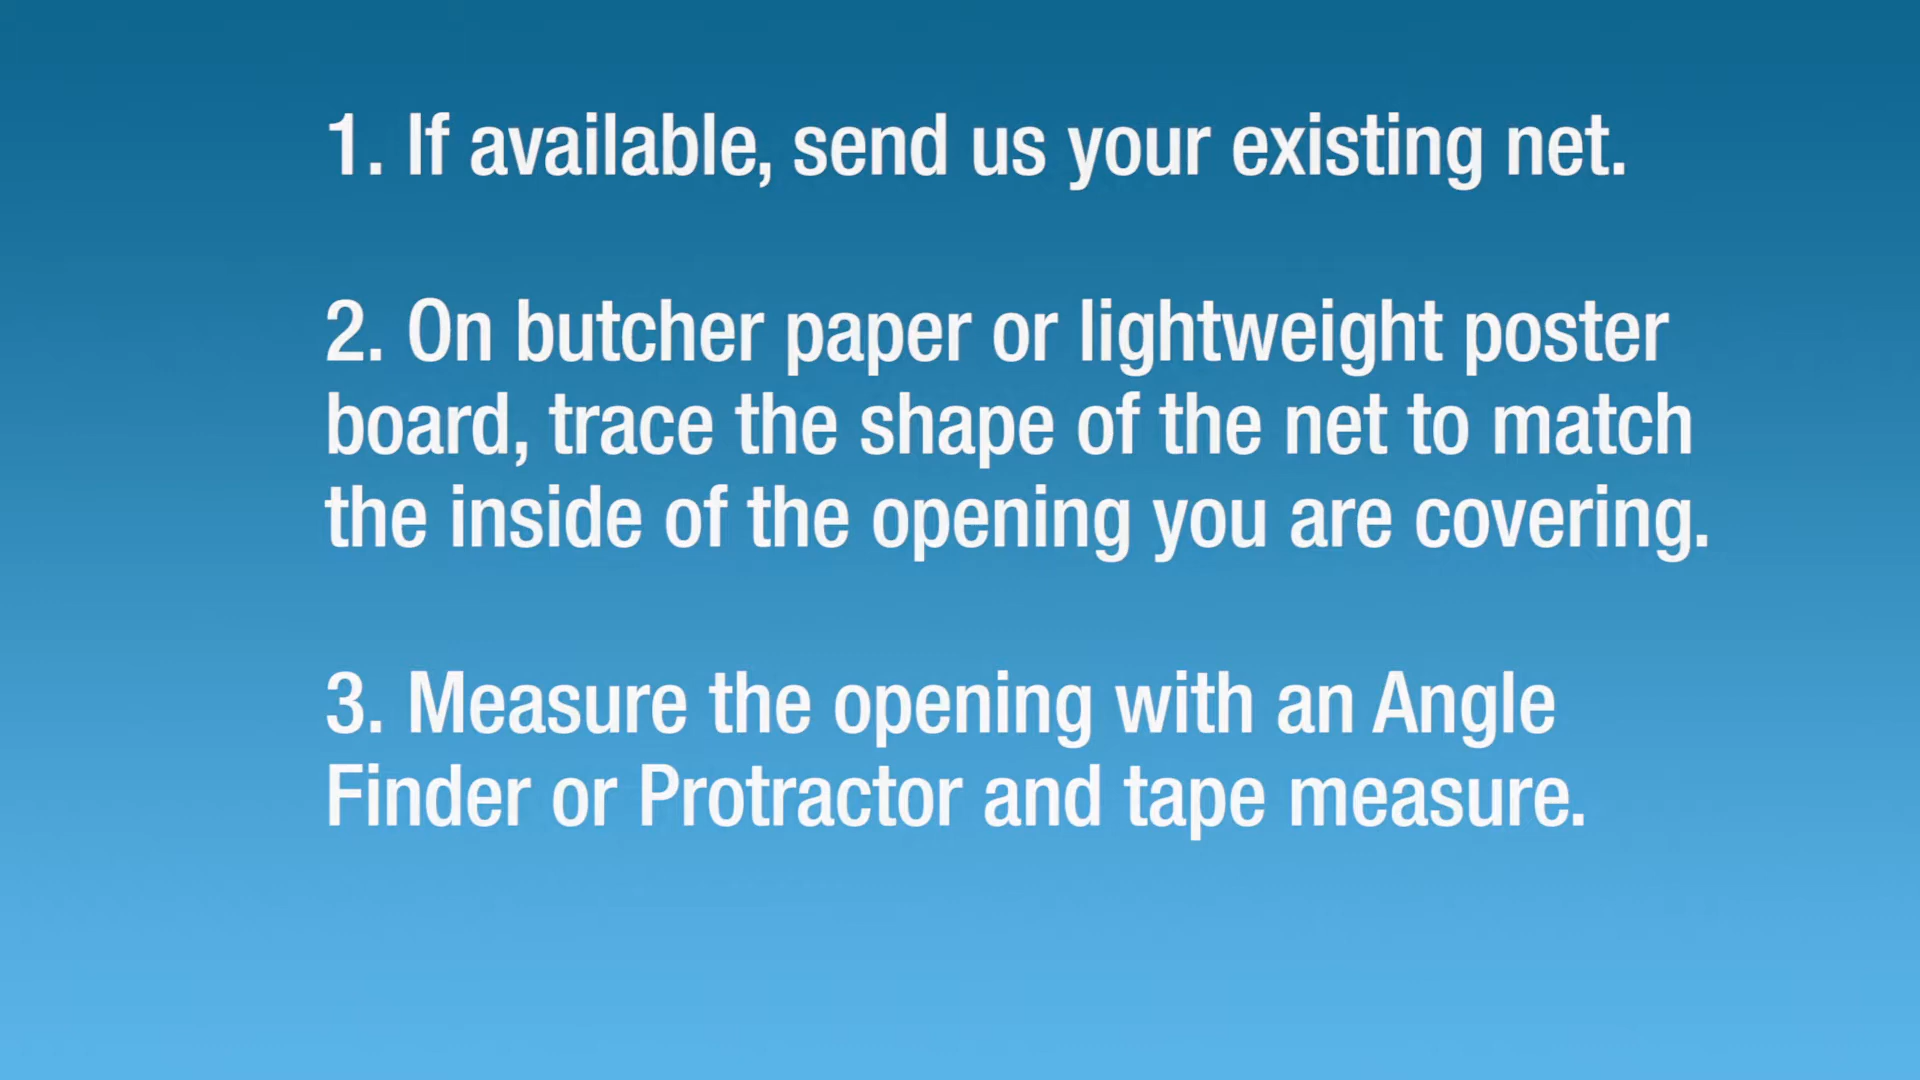 1. If available, send us your existing net.
2. On butcher paper or lightweight poster
board, trace the shape of the net to match
the inside of the opening you are covering.
3. Measure the opening with an Angle
Finder or Protractor and tape measure.